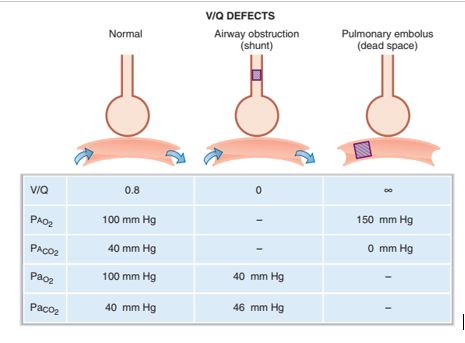 V/Q DEFECTS
Normal
Airway obstruction
(shunt)
Pulmonary embolus
(dead space)
V/Q 0.8 0 ∞
PAO2 100 mm Hg – 150 mm Hg
PACO2 40 mm Hg – 0 mm Hg
PaO2 100 mm Hg 40 mm Hg –
PaCO2 40 mm Hg 46 mm Hg –